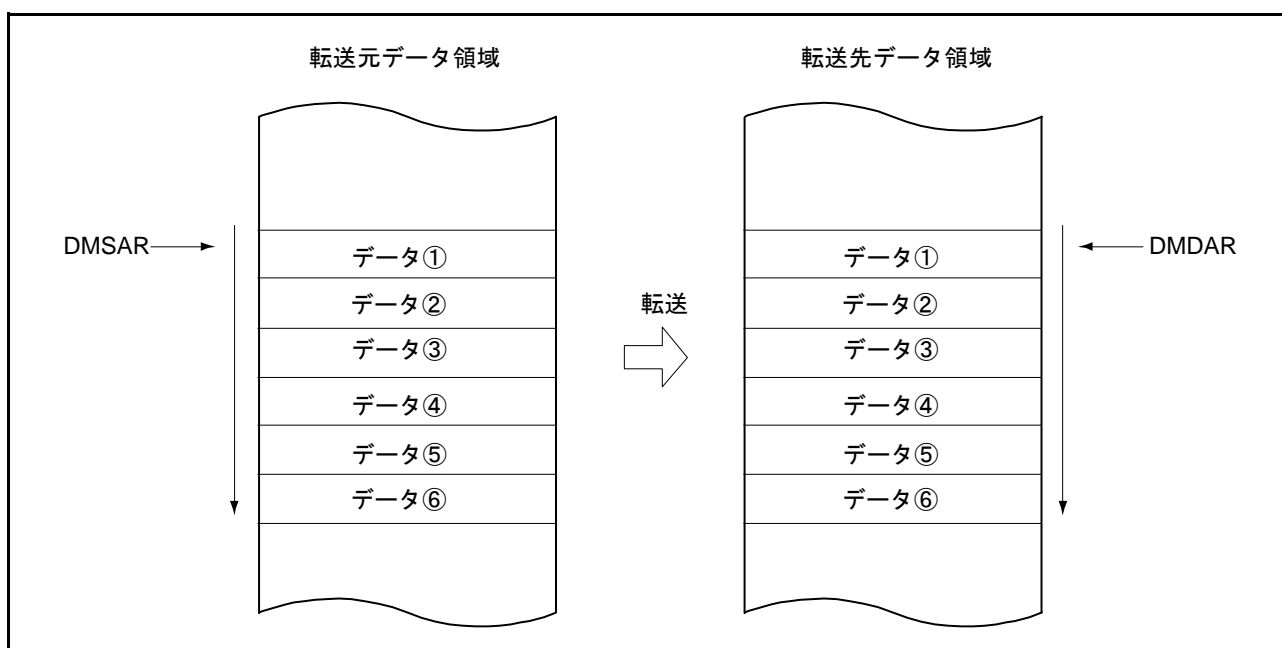 転送元データ領域
転送先データ領域
DMSAR
データ①
データ②
データ③
データ④
データ⑤
データ⑥
転送
データ①
データ②
データ③
データ④
データ⑤
データ⑥
DMDAR